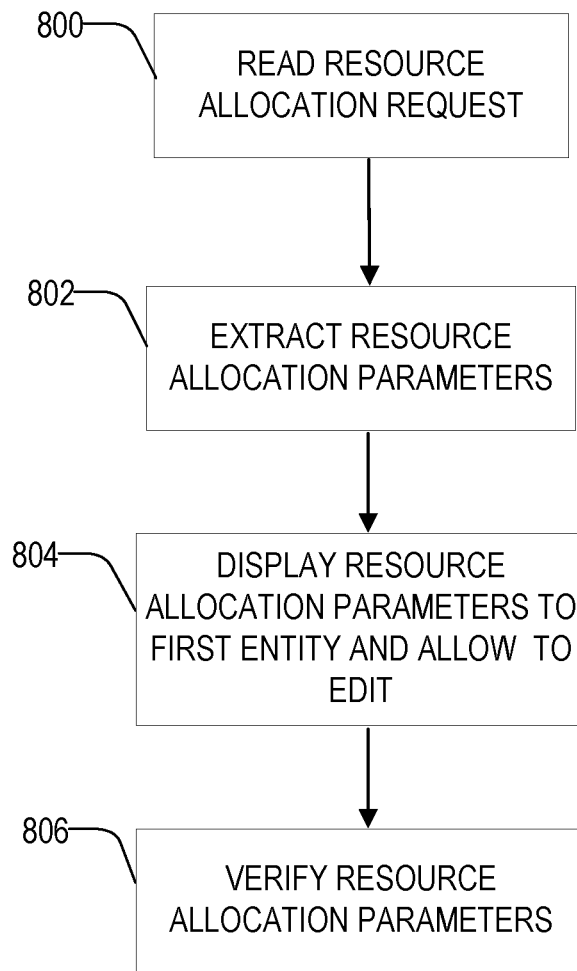 800
READ RESOURCE
ALLOCATION REQUEST
802
EXTRACT RESOURCE
ALLOCATION PARAMETERS
804
DISPLAY RESOURCE
ALLOCATION PARAMETERS TO
FIRST ENTITY AND ALLOW TO
EDIT
806
VERIFY RESOURCE
ALLOCATION PARAMETERS